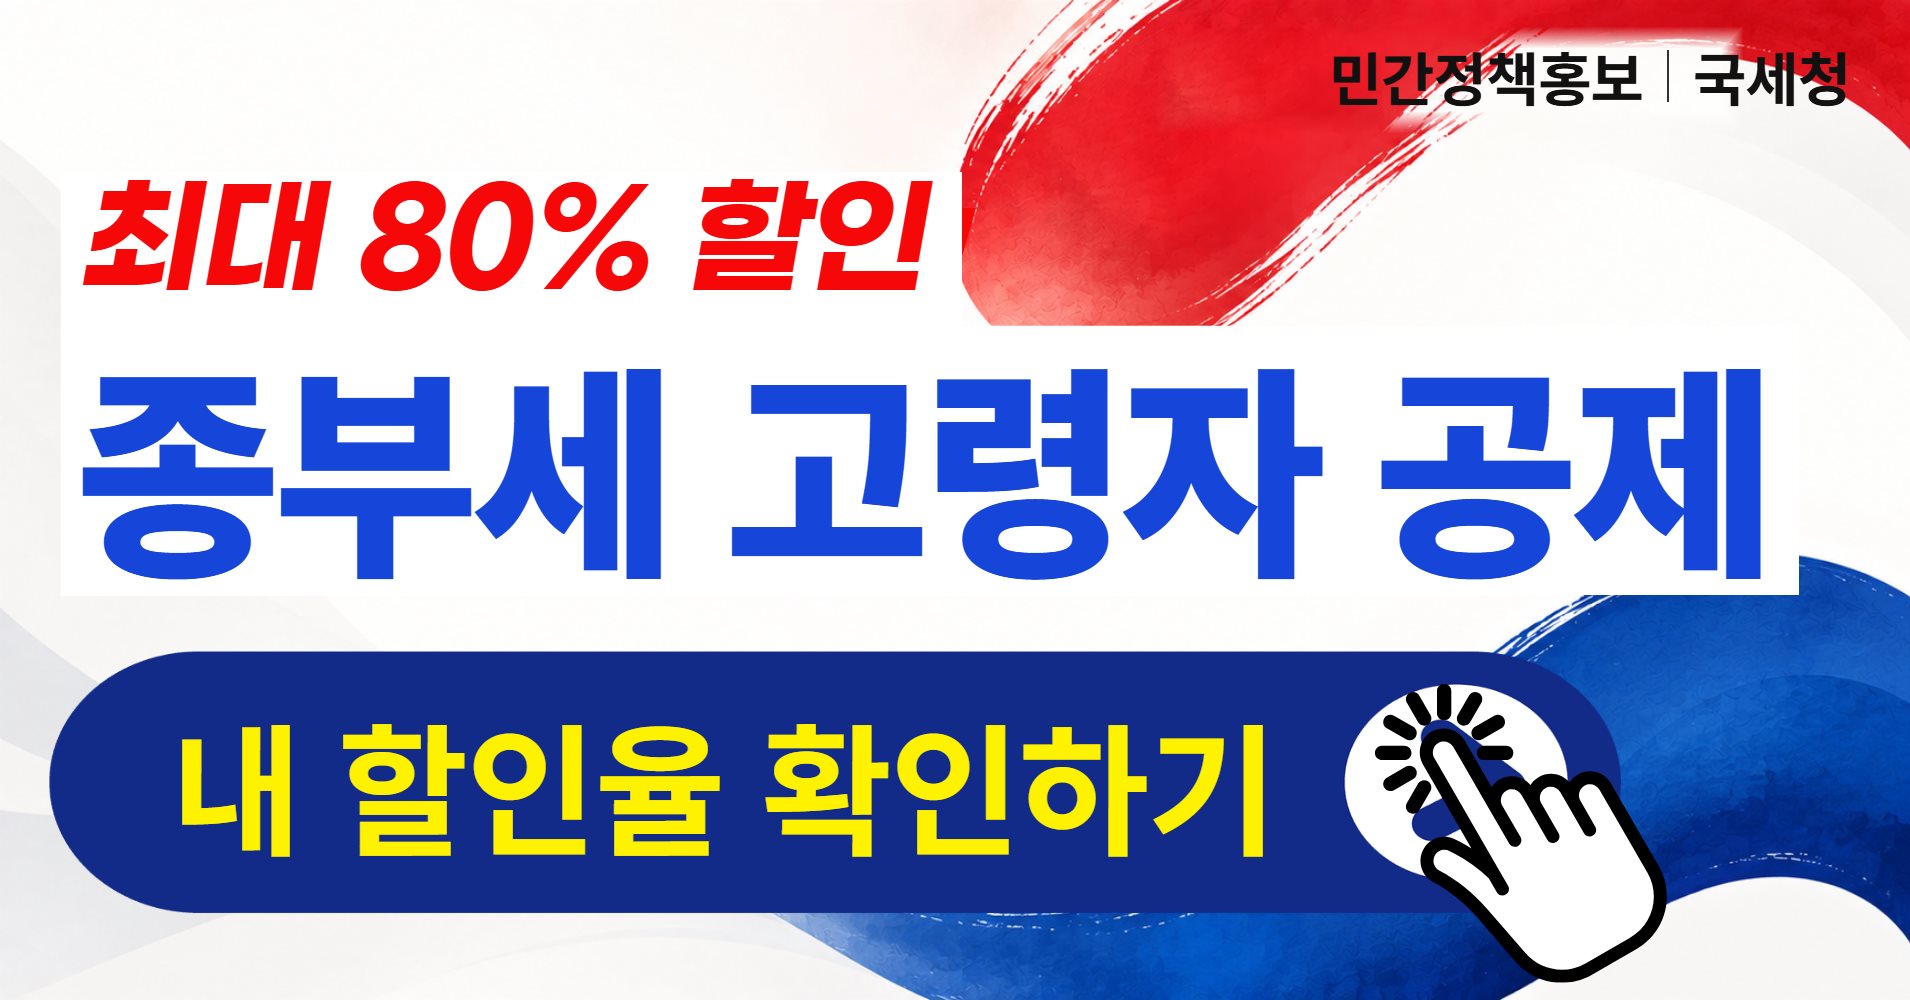 민간정책홍보 | 국세청
최대 80% 할인
종부세 고령자 공제
내 할인율 확인하기